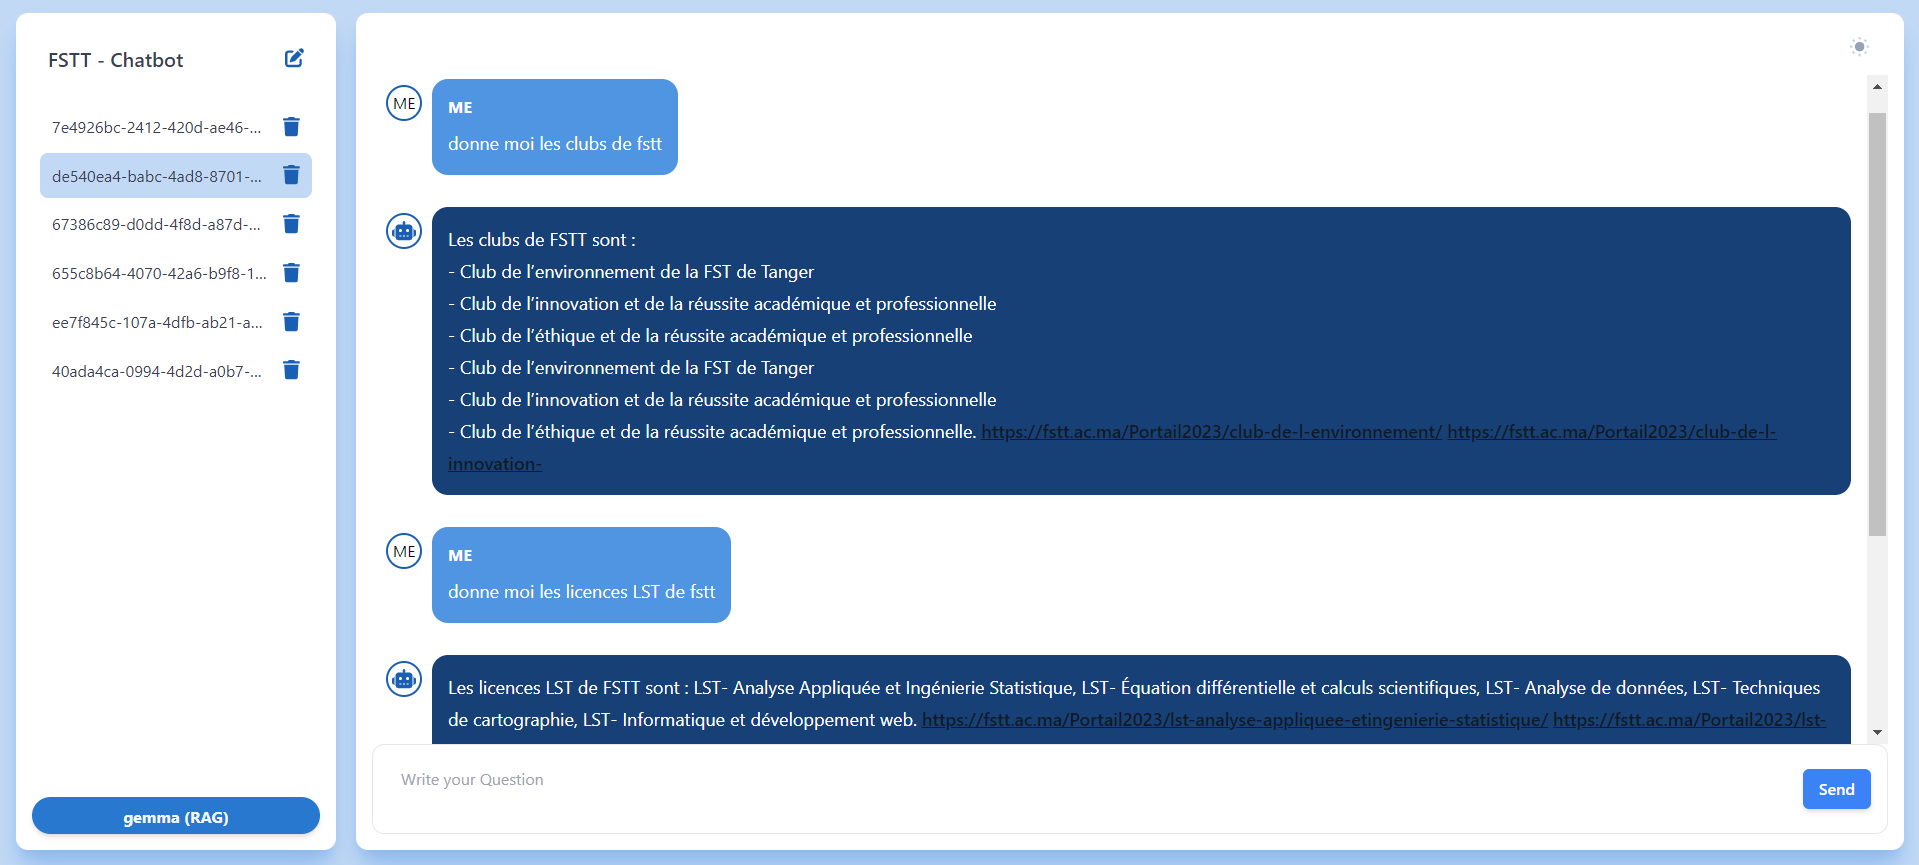 FSTT - Chatbot
7e4926bc-2412-420d-ae46-...
de540ea4-babc-4ad8-8701-...
67386c89-d0dd-4f8d-a87d-...
655c8b64-4070-42a6-b9f8-1...
ee7f845c-107a-4dfb-ab21-a...
40ada4ca-0994-4d2d-a0b7-...
gemma (RAG)
ME
ME
donne moi les clubs de fstt
Les clubs de FSTT sont :
- Club de l’environnement de la FST de Tanger
- Club de l’innovation et de la réussite académique et professionnelle
- Club de l’éthique et de la réussite académique et professionnelle
- Club de l’environnement de la FST de Tanger
- Club de l’innovation et de la réussite académique et professionnelle
- Club de l’éthique et de la réussite académique et professionnelle. https://fstt.ac.ma/Portail2023/club-de-l-environnement/ https://fstt.ac.ma/Portail2023/club-de-l-
innovation-
ME
ME
donne moi les licences LST de fstt
Les licences LST de FSTT sont : LST- Analyse Appliquée et Ingénierie Statistique, LST- Équation différentielle et calculs scientifiques, LST- Analyse de données, LST- Techniques
de cartographie, LST- Informatique et développement web. https://fstt.ac.ma/Portail2023/lst-analyse-appliquee-etingenierie-statistique/ https://fstt.ac.ma/Portail2023/lst-
Write your Question
Send